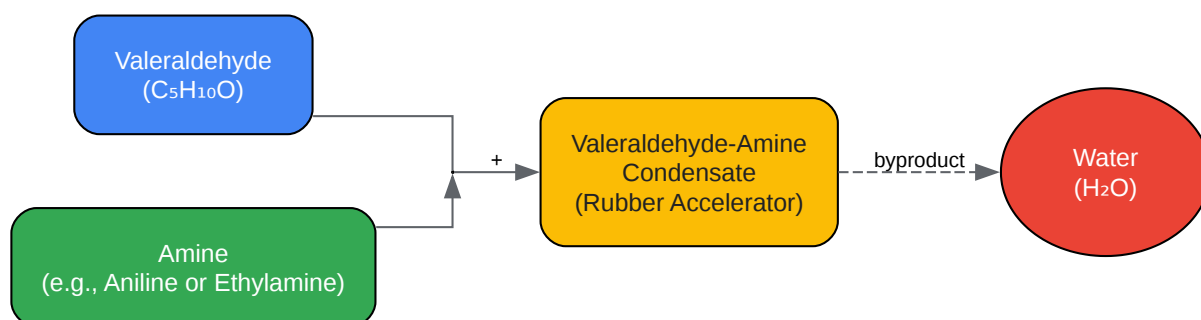 Valeraldehyde
(C₅H₁₀O)
Amine
(e.g., Aniline or Ethylamine)
+
Valeraldehyde-Amine
Condensate
(Rubber Accelerator)
byproduct
Water
(H₂O)